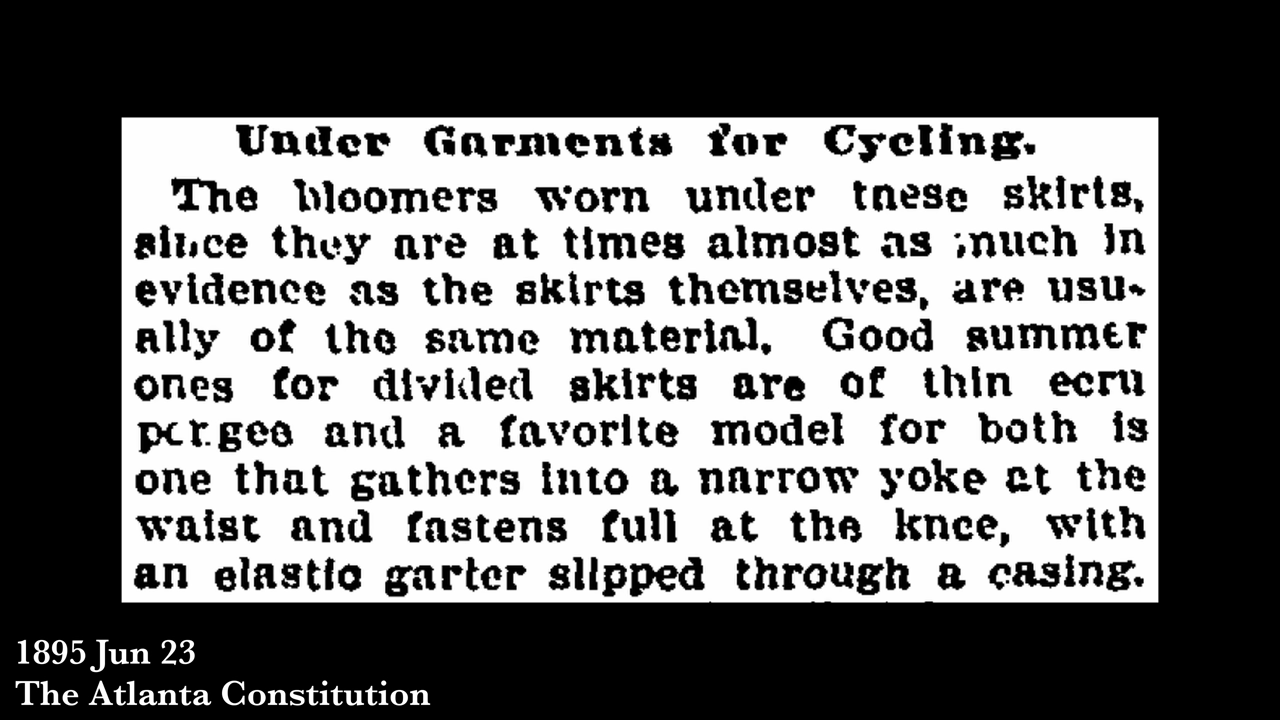 Under Garments for Cycling.
The bloomers worn under tnese skirts,
since they are at times almost as much in
evidence as the skirts themselves, are usu-
ally of the same material. Good summer
ones for divided skirts are of thin ecru
and a favorite model for both is
one that gathers into a narrow yoke at the
waist and fastens full at the knee, with
an elastic garter slipped through a casing.
1895 Jun 23
The Atlanta Constitution